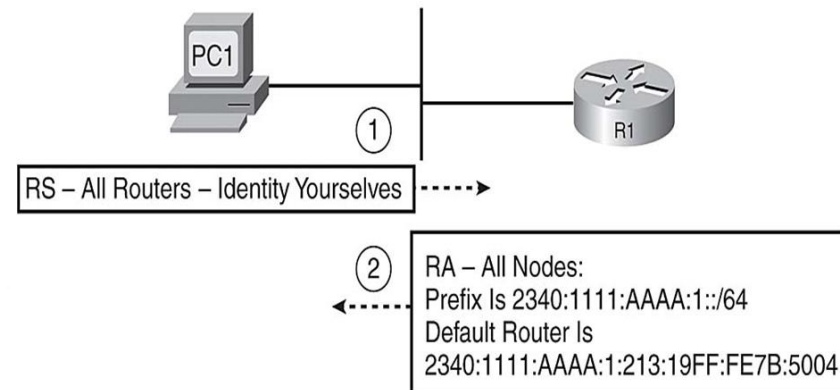 PC1
R1
1
RS – All Routers – Identity Yourselves
2
RA – All Nodes:
Prefix Is 2340:1111:AAAA:1::/64
Default Router Is
2340:1111:AAAA:1:213:19FF:FE7B:5004